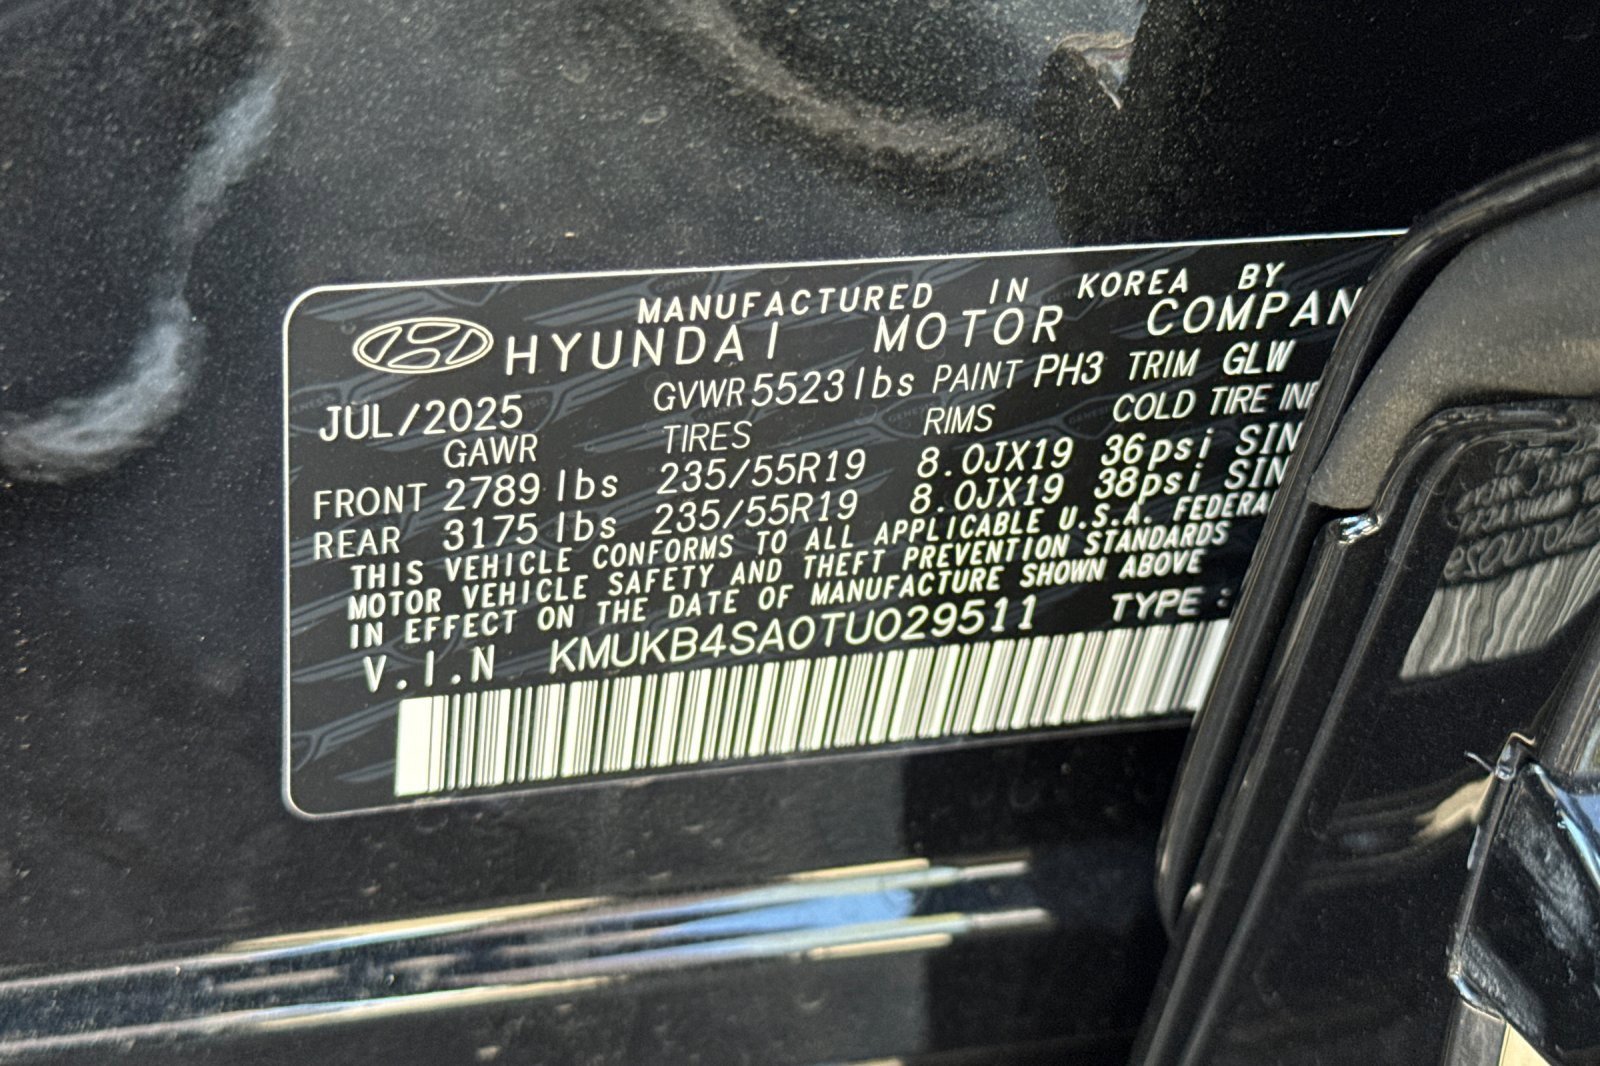 MANUFACTURED IN KOREA BY
HYUNDAI MOTOR COMPAN
JUL/2025 GVWR 5523 lbs PAINT PH3 TRIM GLW
GAWR TIRES RIMS COLD TIRE INF
FRONT 2789 lbs 235/55R19 8.0JX19 36psi SIN
REAR 3175 lbs 235/55R19 8.0JX19 38psi SIN
THIS VEHICLE CONFORMS TO ALL APPLICABLE U.S.A. FEDERA
MOTOR VEHICLE SAFETY AND THEFT PREVENTION STANDARDS
IN EFFECT ON THE DATE OF MANUFACTURE SHOWN ABOVE
V.I.N KMUKB4SA0TU029511 TYPE :